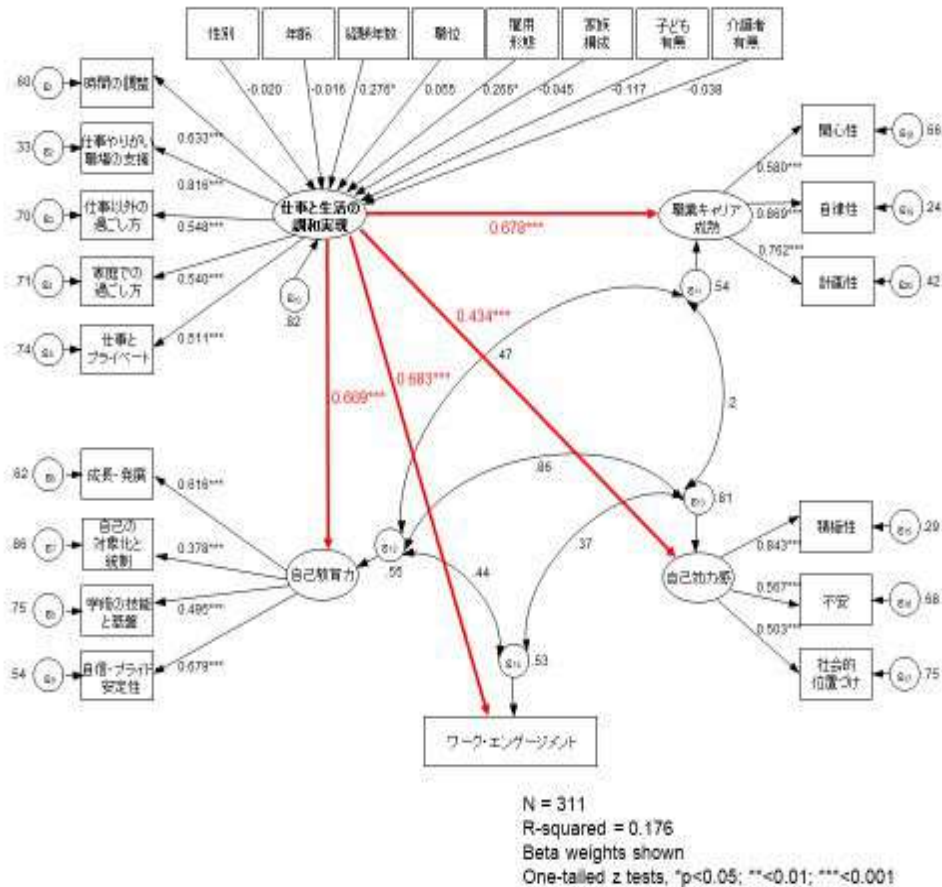 性別 年齢 経験年数 職位 雇用形態 家族構成 子ども有無 介護者有無
-0.020 -0.016 0.276* 0.055 -0.045 -0.117 -0.038
.60 時間の調整 0.633***
.33 仕事やりがい
職場の支援 0.816***
.70 仕事以外の
過ごし方 0.548***
.71 家庭での
過ごし方 0.540***
.74 仕事と
プライベート 0.511***
仕事と生活の
調和実現
.82
0.678***
0.434***
0.683***
0.609***
職業キャリア
成熟
.54
関心性 .66
0.580***
自律性 .24
0.869***
計画性 .42
0.762***
.47
.2
.86
.37
.44
.62 成長・発展 0.616***
.86 自己の
対象化と
統制 0.378***
.75 学習の技能
と基盤 0.495***
.54 自信・プライド
安定性 0.679***
自己教育力
.55
.81
自己効力感
積極性 .29
0.843***
不安 .68
0.567***
社会的
位置づけ .75
0.503***
.53
ワーク・エンゲージメント
N = 311
R-squared = 0.176
Beta weights shown
One-tailed z tests, *p<0.05; **<0.01; ***<0.001